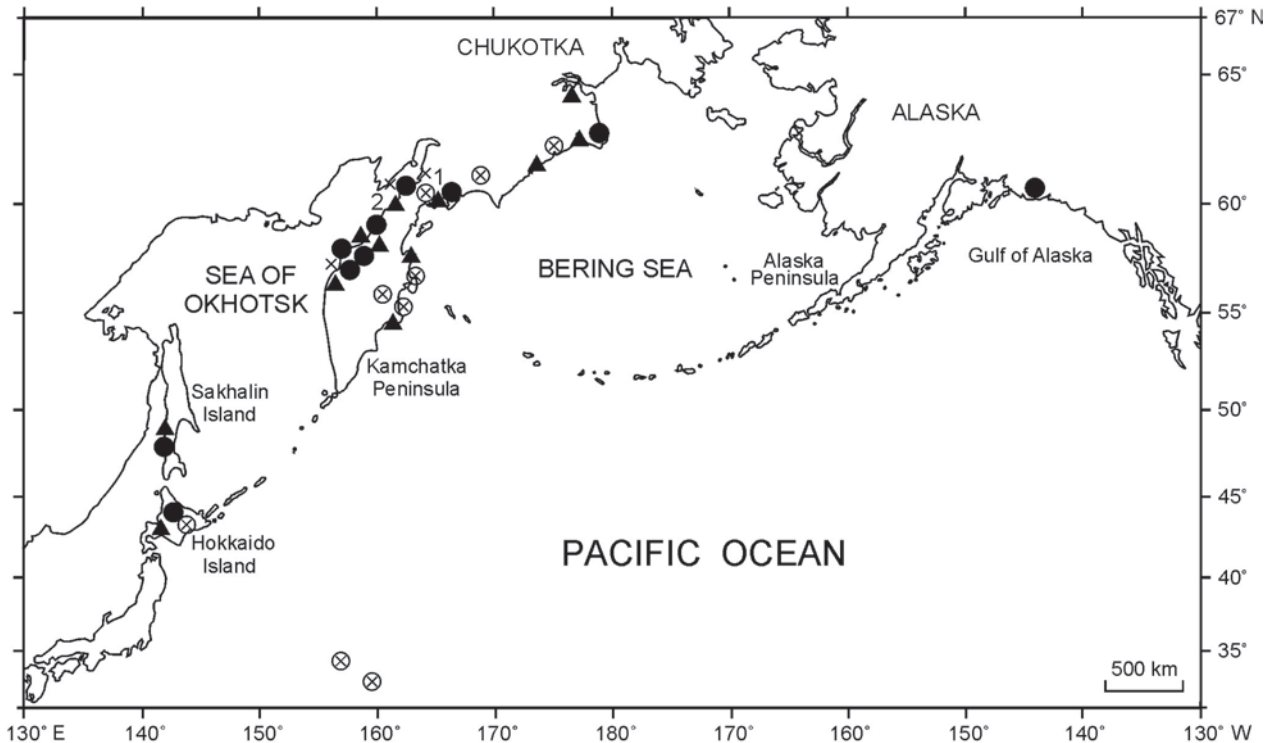 67° N
CHUKOTKA
65°
ALASKA
1
2
60°
SEA OF
OKHOTSK
BERING SEA
Alaska
Peninsula
Gulf of Alaska
55°
Kamchatka
Peninsula
Sakhalin
Island
50°
45°
Hokkaido
Island
PACIFIC OCEAN
40°
35°
500 km
130° E
140°
150°
160°
170°
180°
170°
160°
150°
140°
130° W